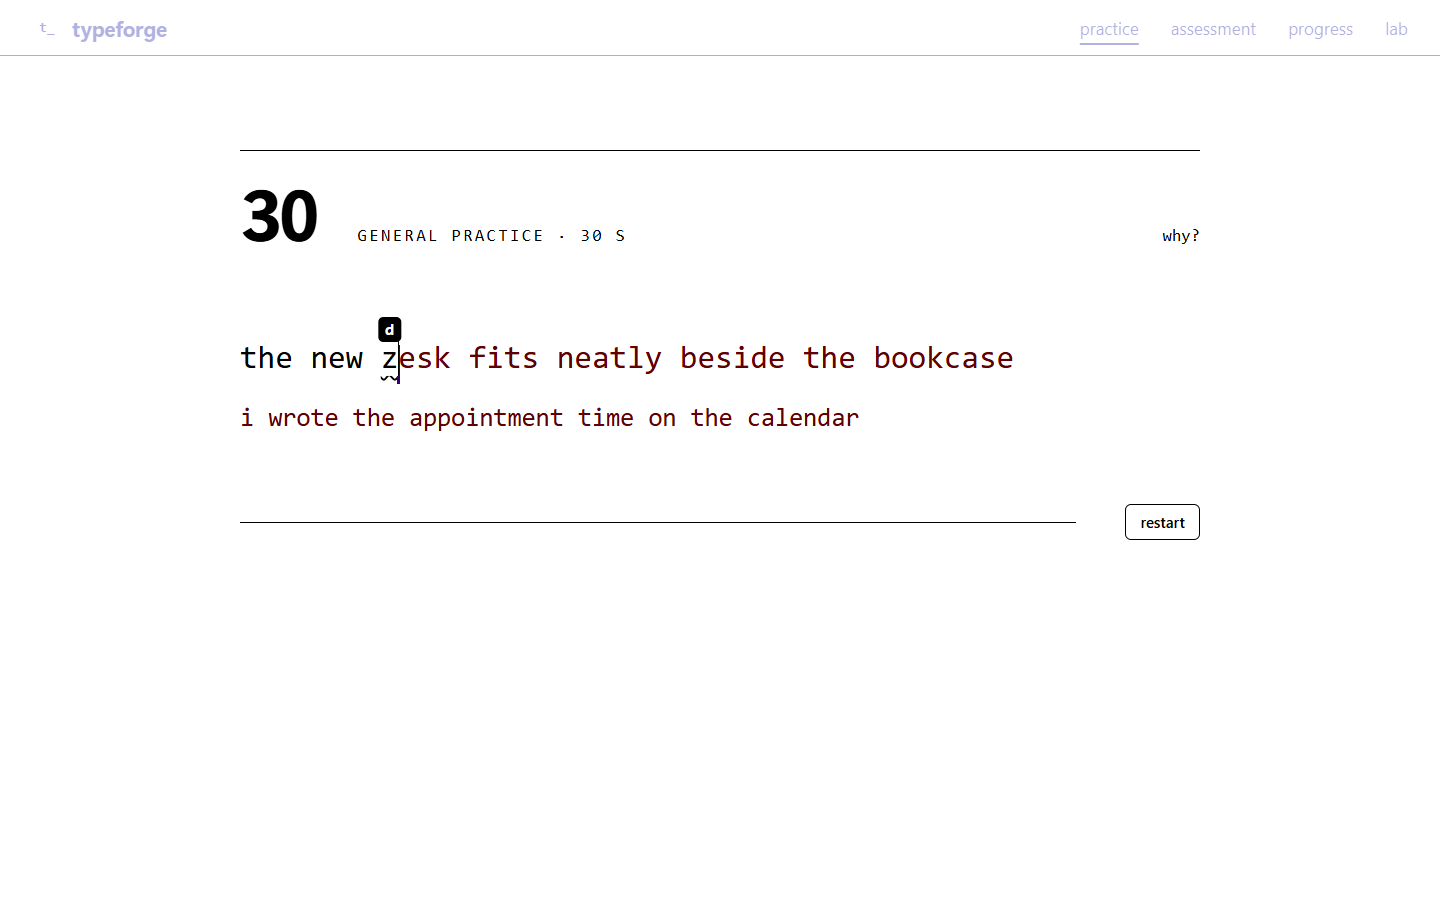 t_ typeforge practice assessment progress lab
30 GENERAL PRACTICE · 30 S why?
d
the new zesk fits neatly beside the bookcase
i wrote the appointment time on the calendar
restart